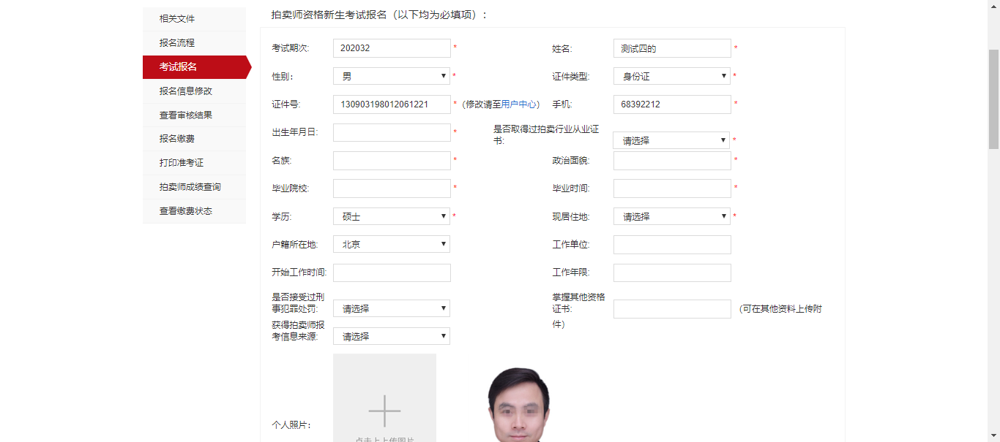 相关文件
报名流程
考试报名
报名信息修改
查看审核结果
报名缴费
打印准考证
拍卖师成绩查询
查看缴费状态
拍卖师资格新生考试报名（以下均为必填项）：
考试期次: 202032 * 姓名: 测试四的 *
性别： 男 * 证件类型: 身份证 *
证件号: 130903198012061221 * (修改请至用户中心) 手机: 68392212 *
出生年月日: * 是否取得过拍卖行业从业证
书: 请选择 *
名族: * 政治面貌: *
毕业院校: * 毕业时间: *
学历: 硕士 * 现居住地: 请选择 *
户籍所在地: 北京 工作单位:
开始工作时间: 工作年限:
是否接受过刑
事犯罪处罚: 请选择
掌握其他资格
证书: (可在其他资料上传附
件)
获得拍卖师报
考信息来源: 请选择
个人照片：
点击上上传图片